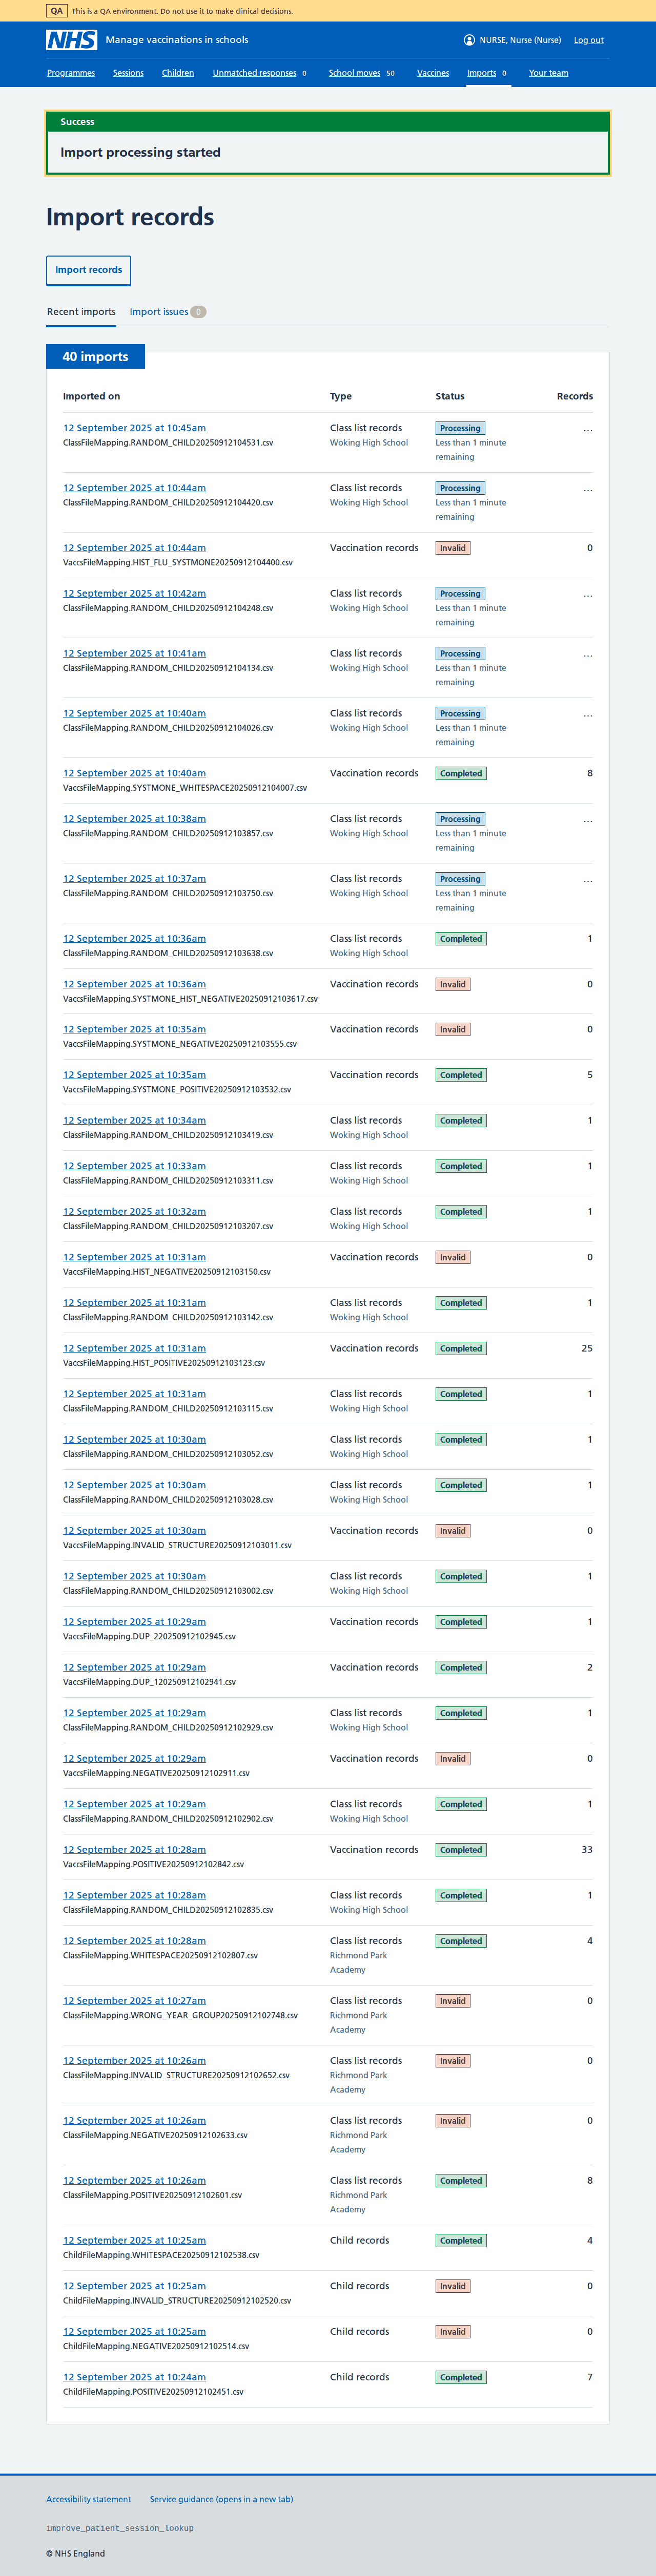 QA This is a QA environment. Do not use it to make clinical decisions.
NHS Manage vaccinations in schools NURSE, Nurse (Nurse) Log out
Programmes Sessions Children Unmatched responses 0 School moves 50 Vaccines Imports 0 Your team
Success
Import processing started
Import records
Import records
Recent imports Import issues 0
40 imports
Imported on Type Status Records
12 September 2025 at 10:45am Class list records Processing ...
ClassFileMapping.RANDOM_CHILD20250912104531.csv Woking High School Less than 1 minute
remaining
12 September 2025 at 10:44am Class list records Processing ...
ClassFileMapping.RANDOM_CHILD20250912104420.csv Woking High School Less than 1 minute
remaining
12 September 2025 at 10:44am Vaccination records Invalid 0
VaccsFileMapping.HIST_FLU_SYSTMONE20250912104400.csv
12 September 2025 at 10:42am Class list records Processing ...
ClassFileMapping.RANDOM_CHILD20250912104248.csv Woking High School Less than 1 minute
remaining
12 September 2025 at 10:41am Class list records Processing ...
ClassFileMapping.RANDOM_CHILD20250912104134.csv Woking High School Less than 1 minute
remaining
12 September 2025 at 10:40am Class list records Processing ...
ClassFileMapping.RANDOM_CHILD20250912104026.csv Woking High School Less than 1 minute
remaining
12 September 2025 at 10:40am Vaccination records Completed 8
VaccsFileMapping.SYSTMONE_WHITESPACE20250912104007.csv
12 September 2025 at 10:38am Class list records Processing ...
ClassFileMapping.RANDOM_CHILD20250912103857.csv Woking High School Less than 1 minute
remaining
12 September 2025 at 10:37am Class list records Processing ...
ClassFileMapping.RANDOM_CHILD20250912103750.csv Woking High School Less than 1 minute
remaining
12 September 2025 at 10:36am Class list records Completed 1
ClassFileMapping.RANDOM_CHILD20250912103638.csv Woking High School
12 September 2025 at 10:36am Vaccination records Invalid 0
VaccsFileMapping.SYSTMONE_HIST_NEGATIVE20250912103617.csv
12 September 2025 at 10:35am Vaccination records Invalid 0
VaccsFileMapping.SYSTMONE_NEGATIVE20250912103555.csv
12 September 2025 at 10:35am Vaccination records Completed 5
VaccsFileMapping.SYSTMONE_POSITIVE20250912103532.csv
12 September 2025 at 10:34am Class list records Completed 1
ClassFileMapping.RANDOM_CHILD20250912103419.csv Woking High School
12 September 2025 at 10:33am Class list records Completed 1
ClassFileMapping.RANDOM_CHILD20250912103311.csv Woking High School
12 September 2025 at 10:32am Class list records Completed 1
ClassFileMapping.RANDOM_CHILD20250912103207.csv Woking High School
12 September 2025 at 10:31am Vaccination records Invalid 0
VaccsFileMapping.HIST_NEGATIVE20250912103150.csv
12 September 2025 at 10:31am Class list records Completed 1
ClassFileMapping.RANDOM_CHILD20250912103142.csv Woking High School
12 September 2025 at 10:31am Vaccination records Completed 25
VaccsFileMapping.HIST_POSITIVE20250912103123.csv
12 September 2025 at 10:31am Class list records Completed 1
ClassFileMapping.RANDOM_CHILD20250912103115.csv Woking High School
12 September 2025 at 10:30am Class list records Completed 1
ClassFileMapping.RANDOM_CHILD20250912103052.csv Woking High School
12 September 2025 at 10:30am Class list records Completed 1
ClassFileMapping.RANDOM_CHILD20250912103028.csv Woking High School
12 September 2025 at 10:30am Vaccination records Invalid 0
VaccsFileMapping.INVALID_STRUCTURE20250912103011.csv
12 September 2025 at 10:30am Class list records Completed 1
ClassFileMapping.RANDOM_CHILD20250912103002.csv Woking High School
12 September 2025 at 10:29am Vaccination records Completed 1
VaccsFileMapping.DUP_220250912102945.csv
12 September 2025 at 10:29am Vaccination records Completed 2
VaccsFileMapping.DUP_120250912102941.csv
12 September 2025 at 10:29am Class list records Completed 1
ClassFileMapping.RANDOM_CHILD20250912102929.csv Woking High School
12 September 2025 at 10:29am Vaccination records Invalid 0
VaccsFileMapping.NEGATIVE20250912102911.csv
12 September 2025 at 10:29am Class list records Completed 1
ClassFileMapping.RANDOM_CHILD20250912102902.csv Woking High School
12 September 2025 at 10:28am Vaccination records Completed 33
VaccsFileMapping.POSITIVE20250912102842.csv
12 September 2025 at 10:28am Class list records Completed 1
ClassFileMapping.RANDOM_CHILD20250912102835.csv Woking High School
12 September 2025 at 10:28am Class list records Completed 4
ClassFileMapping.WHITESPACE20250912102807.csv Richmond Park
Academy
12 September 2025 at 10:27am Class list records Invalid 0
ClassFileMapping.WRONG_YEAR_GROUP20250912102748.csv Richmond Park
Academy
12 September 2025 at 10:26am Class list records Invalid 0
ClassFileMapping.INVALID_STRUCTURE20250912102652.csv Richmond Park
Academy
12 September 2025 at 10:26am Class list records Invalid 0
ClassFileMapping.NEGATIVE20250912102633.csv Richmond Park
Academy
12 September 2025 at 10:26am Class list records Completed 8
ClassFileMapping.POSITIVE20250912102601.csv Richmond Park
Academy
12 September 2025 at 10:25am Child records Completed 4
ChildFileMapping.WHITESPACE20250912102538.csv
12 September 2025 at 10:25am Child records Invalid 0
ChildFileMapping.INVALID_STRUCTURE20250912102520.csv
12 September 2025 at 10:25am Child records Invalid 0
ChildFileMapping.NEGATIVE20250912102514.csv
12 September 2025 at 10:24am Child records Completed 7
ChildFileMapping.POSITIVE20250912102451.csv
Accessibility statement Service guidance (opens in a new tab)
improve_patient_session_lookup
© NHS England